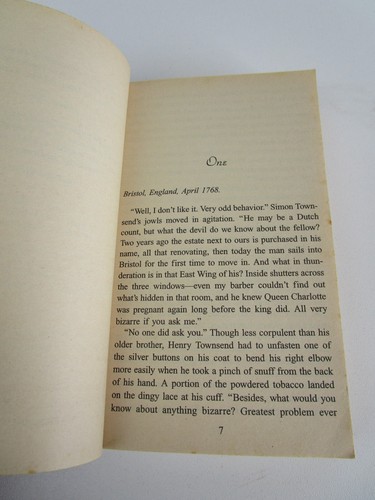 One
Bristol, England, April 1768.
"Well, I don't like it. Very odd behavior." Simon Town-
send's jowls moved in agitation. "He may be a Dutch
count, but what the devil do we know about the fellow?
Two years ago the estate next to ours is purchased in his
name, all that renovating, then today the man sails into
Bristol for the first time to move in. And what in thun-
deration is in that East Wing of his? Inside shutters across
the three windows—even my barber couldn't find out
what's hidden in that room, and he knew Queen Charlotte
was pregnant again long before the king did. All very
bizarre if you ask me."
"No one did ask you." Though less corpulent than his
older brother, Henry Townsend had to unfasten one of
the silver buttons on his coat to bend his right elbow
more easily when he took a pinch of snuff from the back
of his hand. A portion of the powdered tobacco landed
on the dingy lace at his cuff. "Besides, what would you
know about anything bizarre? Greatest problem ever
7